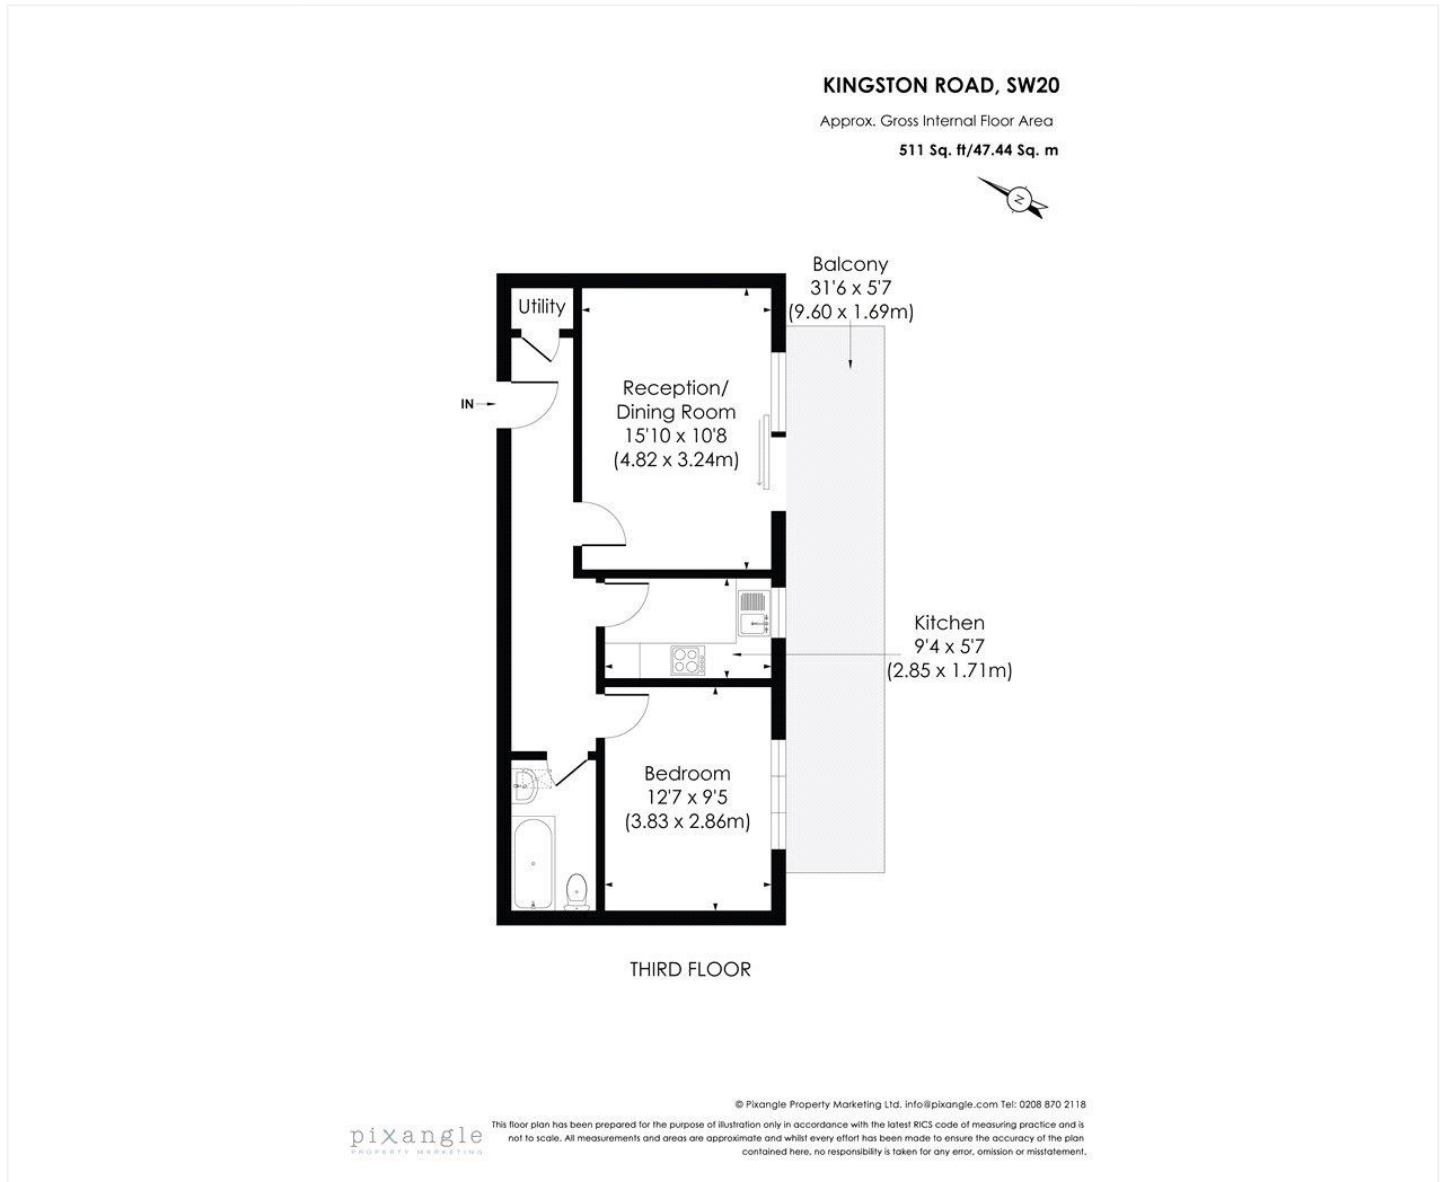 KINGSTON ROAD, SW20
Approx. Gross Internal Floor Area
511 Sq. ft/47.44 Sq. m
N
Balcony
31'6 x 5'7
(9.60 x 1.69m)
Utility
Reception/
Dining Room
15'10 x 10'8
(4.82 x 3.24m)
IN
Kitchen
9'4 x 5'7
(2.85 x 1.71m)
Bedroom
12'7 x 9'5
(3.83 x 2.86m)
THIRD FLOOR
© Pixangle Property Marketing Ltd. info@pixangle.com Tel: 0208 870 2118
pixangle
PROPERTY MARKETING
This floor plan has been prepared for the purpose of illustration only in accordance with the latest RICS code of measuring practice and is
not to scale. All measurements and areas are approximate and whilst every effort has been made to ensure the accuracy of the plan
contained here, no responsibility is taken for any error, omission or misstatement.